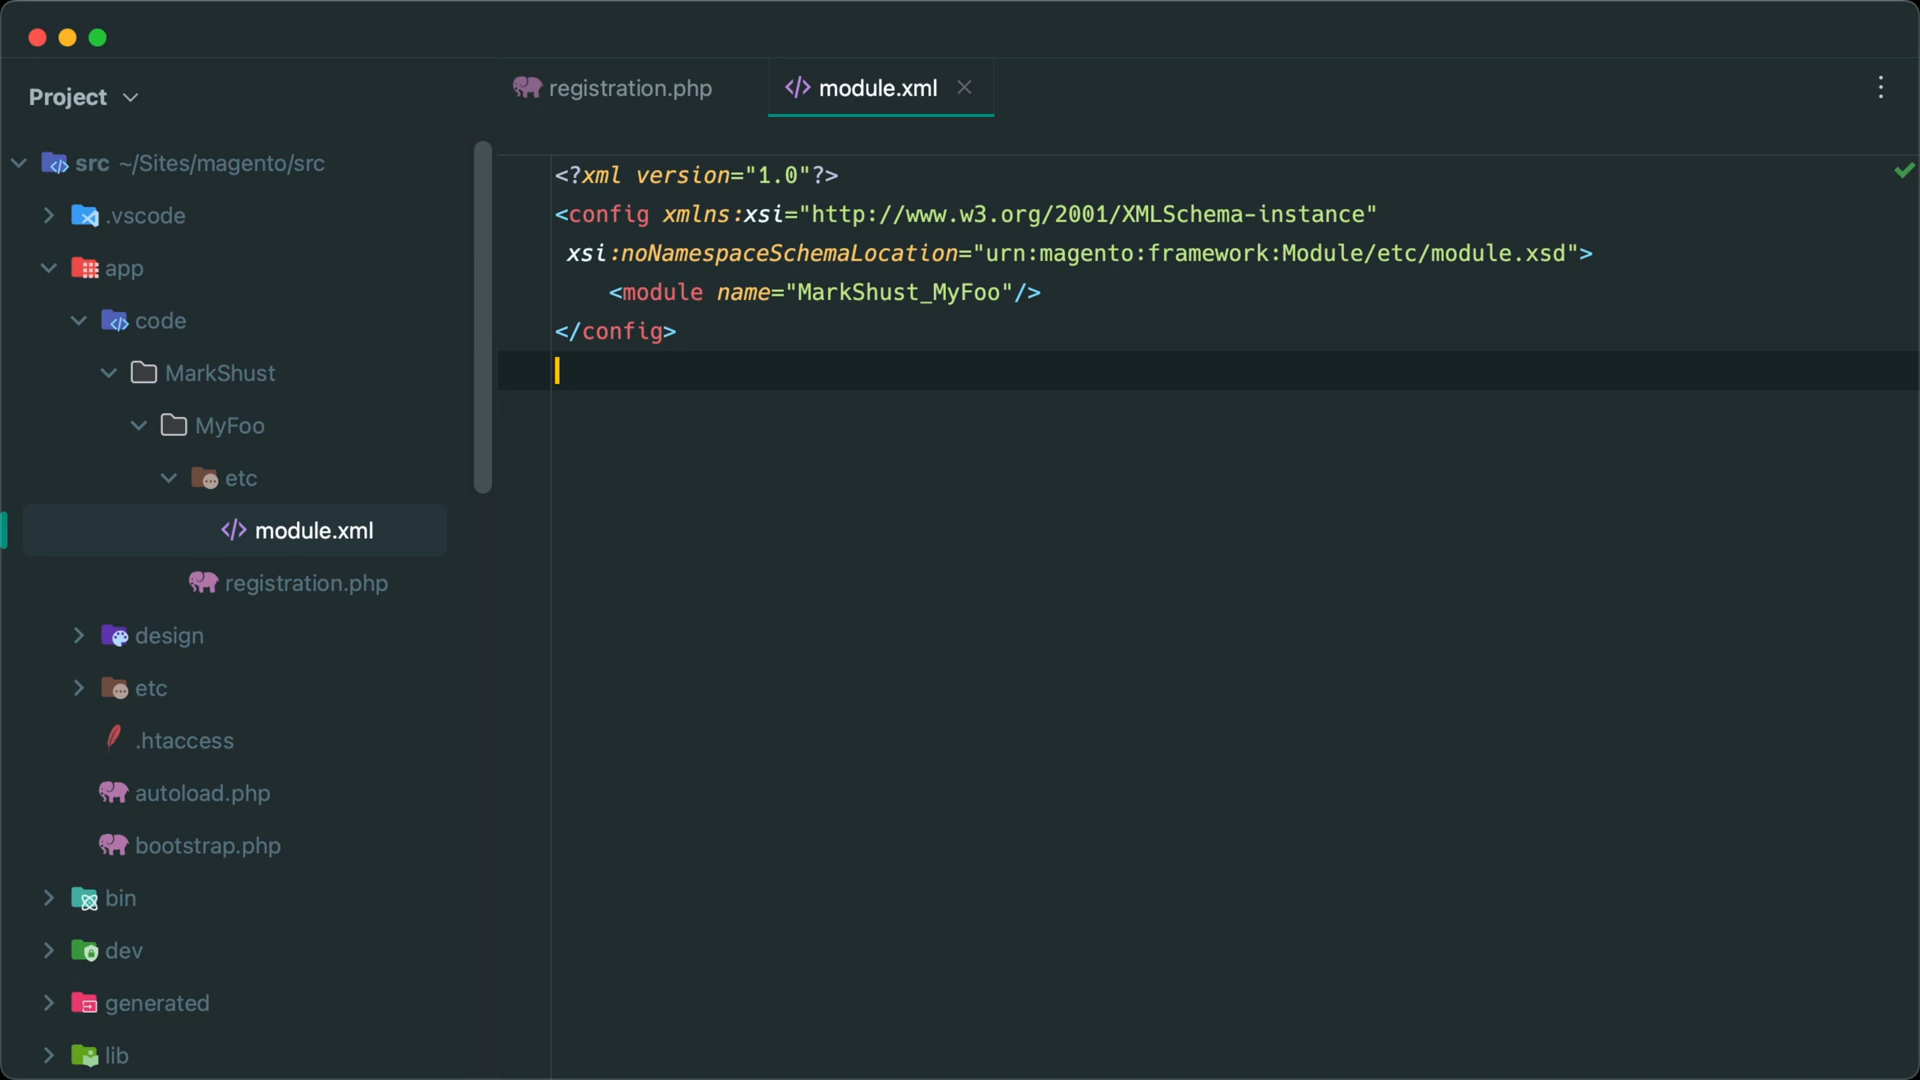 Project
src ~/Sites/magento/src
.vscode
app
code
MarkShust
MyFoo
etc
module.xml
registration.php
design
etc
.htaccess
autoload.php
bootstrap.php
bin
dev
generated
lib
registration.php
module.xml
<?xml version="1.0"?>
<config xmlns:xsi="http://www.w3.org/2001/XMLSchema-instance"
xsi:noNamespaceSchemaLocation="urn:magento:framework:Module/etc/module.xsd">
<module name="MarkShust_MyFoo"/>
</config>